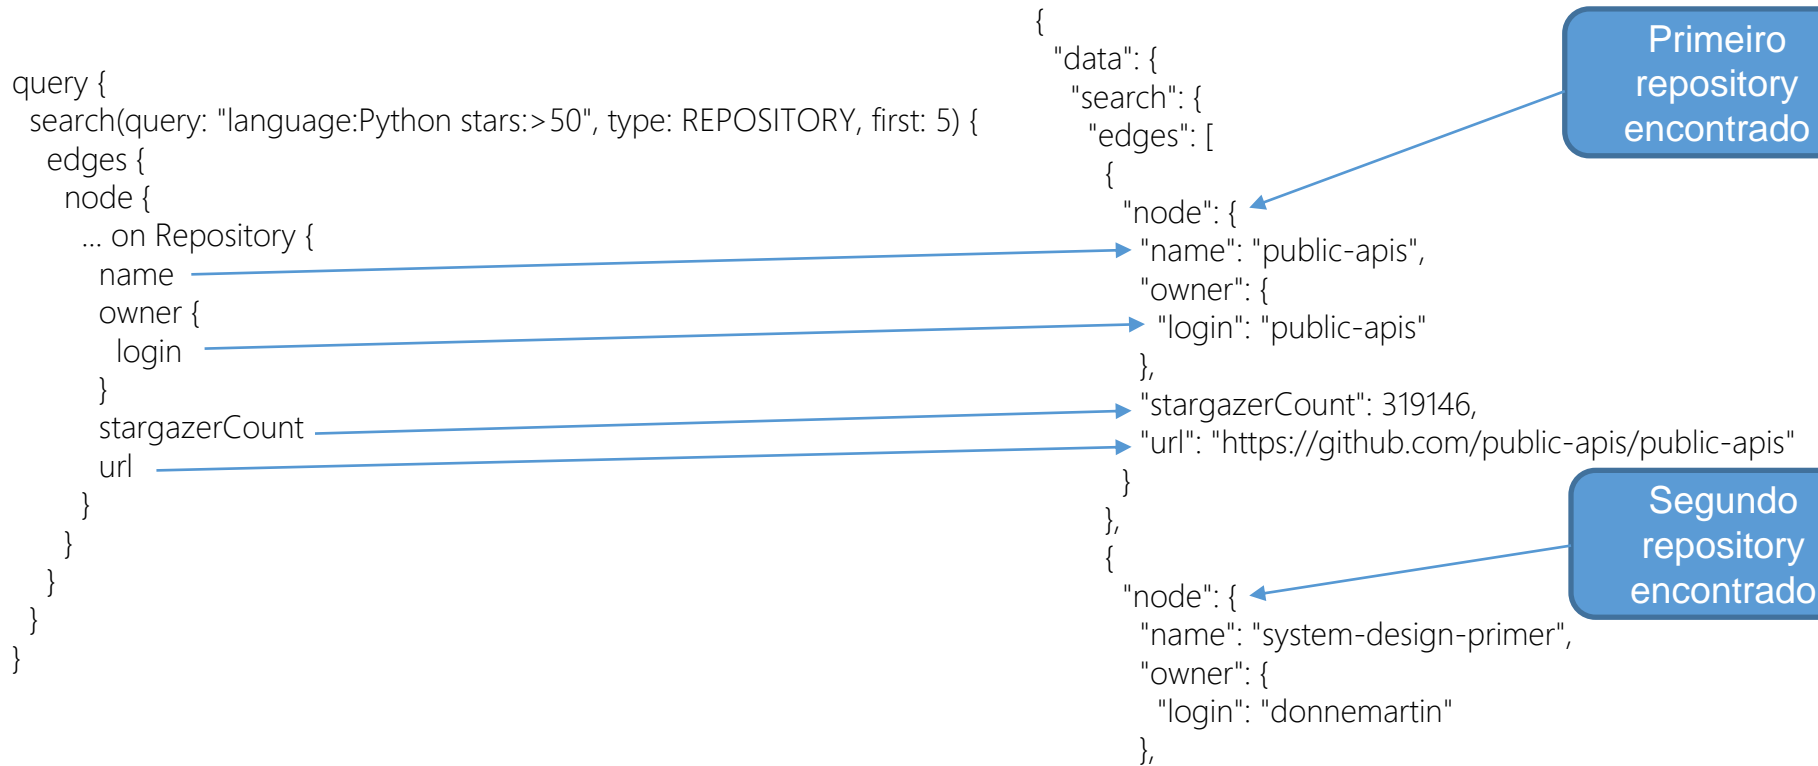 query {
search(query: "language:Python stars:>50", type: REPOSITORY, first: 5) {
edges {
node {
... on Repository {
name
owner {
login
}
stargazerCount
url
}
}
}
}
}
{
"data": {
"search": {
"edges": [
{
"node": {
"name": "public-apis",
"owner": {
"login": "public-apis"
},
"stargazerCount": 319146,
"url": "https://github.com/public-apis/public-apis"
}
},
{
"node": {
"name": "system-design-primer",
"owner": {
"login": "donnemartin"
},
Primeiro
repository
encontrado
Segundo
repository
encontrado